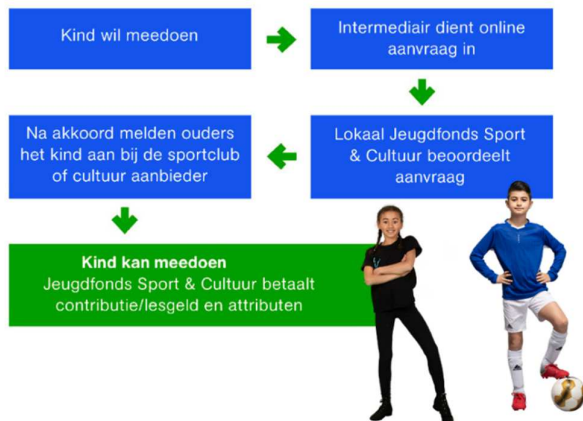 Kind wil meedoen
Intermediair dient online
aanvraag in
Lokaal Jeugdfonds Sport
& Cultuur beoordeelt
aanvraag
Na akkoord melden ouders
het kind aan bij de sportclub
of cultuur aanbieder
Kind kan meedoen
Jeugdfonds Sport & Cultuur betaalt
contributie/lesgeld en attributen